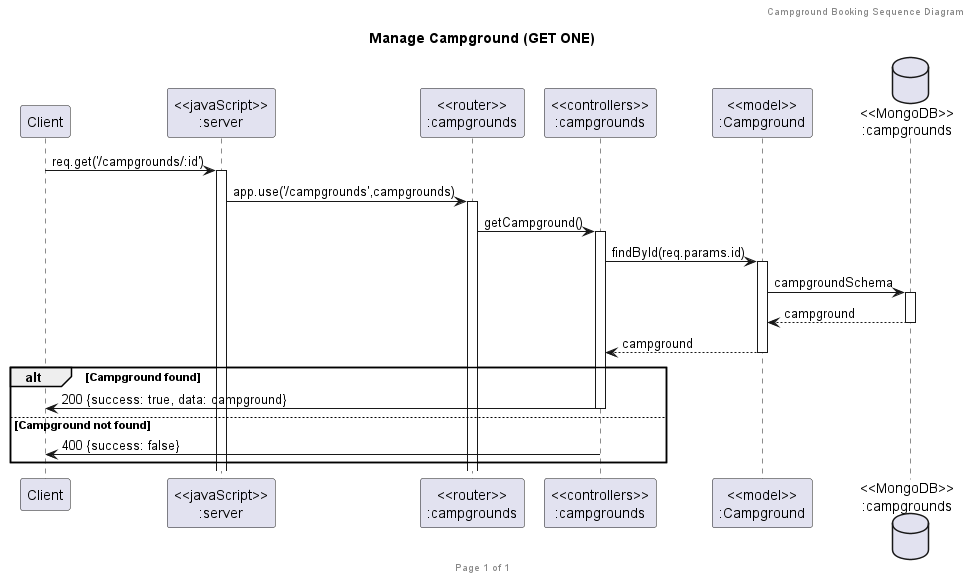 Campground Booking Sequence Diagram
Manage Campground (GET ONE)
Client
<<javaScript>>
:server
<<router>>
:campgrounds
<<controllers>>
:campgrounds
<<model>>
:Campground
<<MongoDB>>
:campgrounds
req.get('/campgrounds/:id')
app.use('/campgrounds',campgrounds)
getCampground()
findById(req.params.id)
campgroundSchema
campground
campground
alt [Campground found]
200 {success: true, data: campground}
[Campground not found]
400 {success: false}
Client
<<javaScript>>
:server
<<router>>
:campgrounds
<<controllers>>
:campgrounds
<<model>>
:Campground
<<MongoDB>>
:campgrounds
Page 1 of 1